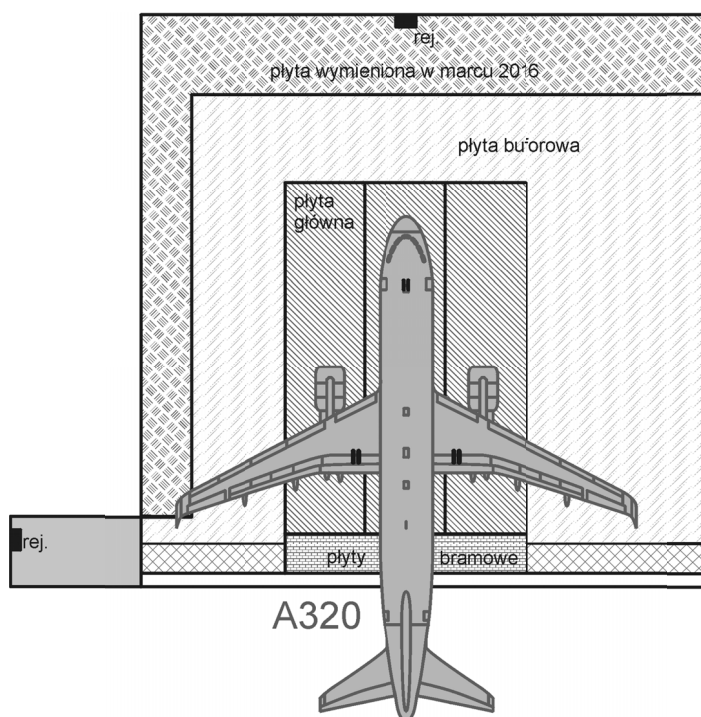 rej.
płyta wymieniona w marcu 2016
płyta buforowa
płyta
główna
rej.
płyty bramowe
A320